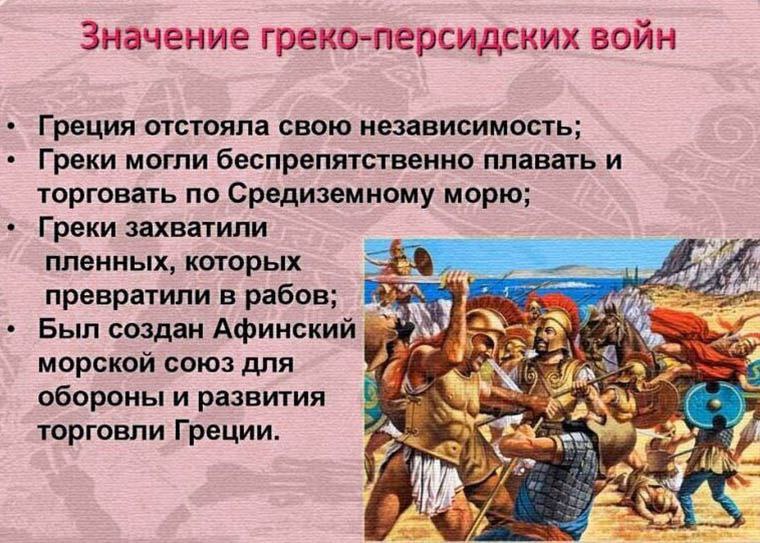 Значение греко-персидских войн
• Греция отстояла свою независимость;
• Греки могли беспрепятственно плавать и
торговать по Средиземному морю;
• Греки захватили
пленных, которых
превратили в рабов;
• Был создан Афинский
морской союз для
обороны и развития
торговли Греции.